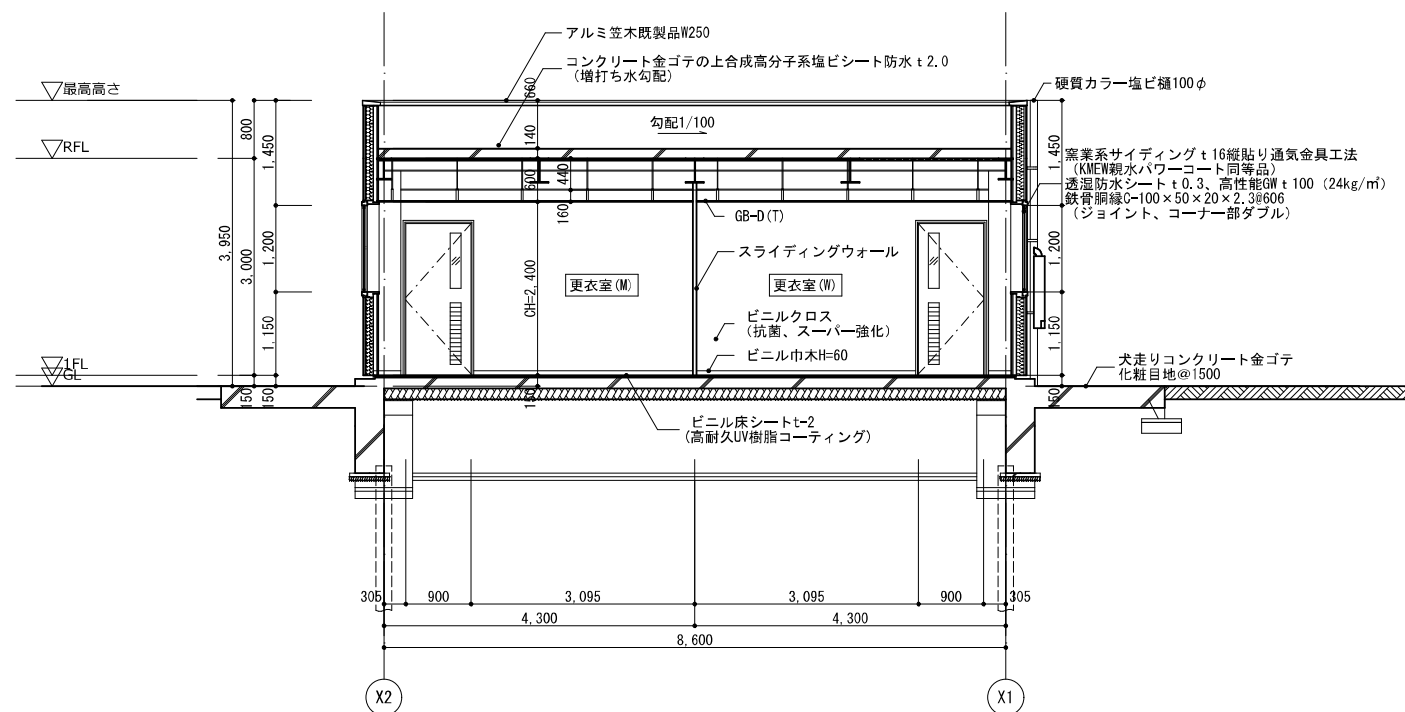 アルミ笠木既製品W250
コンクリート金ゴテの上合成高分子系塩ビシート防水ｔ2.0
（増打ち水勾配）
硬質カラー塩ビ樋100φ
最高高さ
RFL
1FL
GL
勾配1/100
窯業系サイディングｔ16縦貼り通気金具工法
（KMEW親水パワーコート同等品）
透湿防水シートｔ0.3、高性能GWｔ100（24kg/㎡）
鉄骨胴縁C-100×50×20×2.3@606
（ジョイント、コーナー部ダブル）
GB-D(T)
スライディングウォール
更衣室(M)
更衣室(W)
ビニルクロス
（抗菌、スーパー強化）
ビニル巾木H=60
犬走りコンクリート金ゴテ
化粧目地@1500
ビニル床シートt-2
（高耐久UV樹脂コーティング）
3,950
800
3,000
150
1,450
1,200
1,150
150
660
140
600
440
160
CH=2,400
150
1,450
1,200
1,150
150
305
900
3,095
3,095
900
305
4,300
4,300
8,600
X2
X1